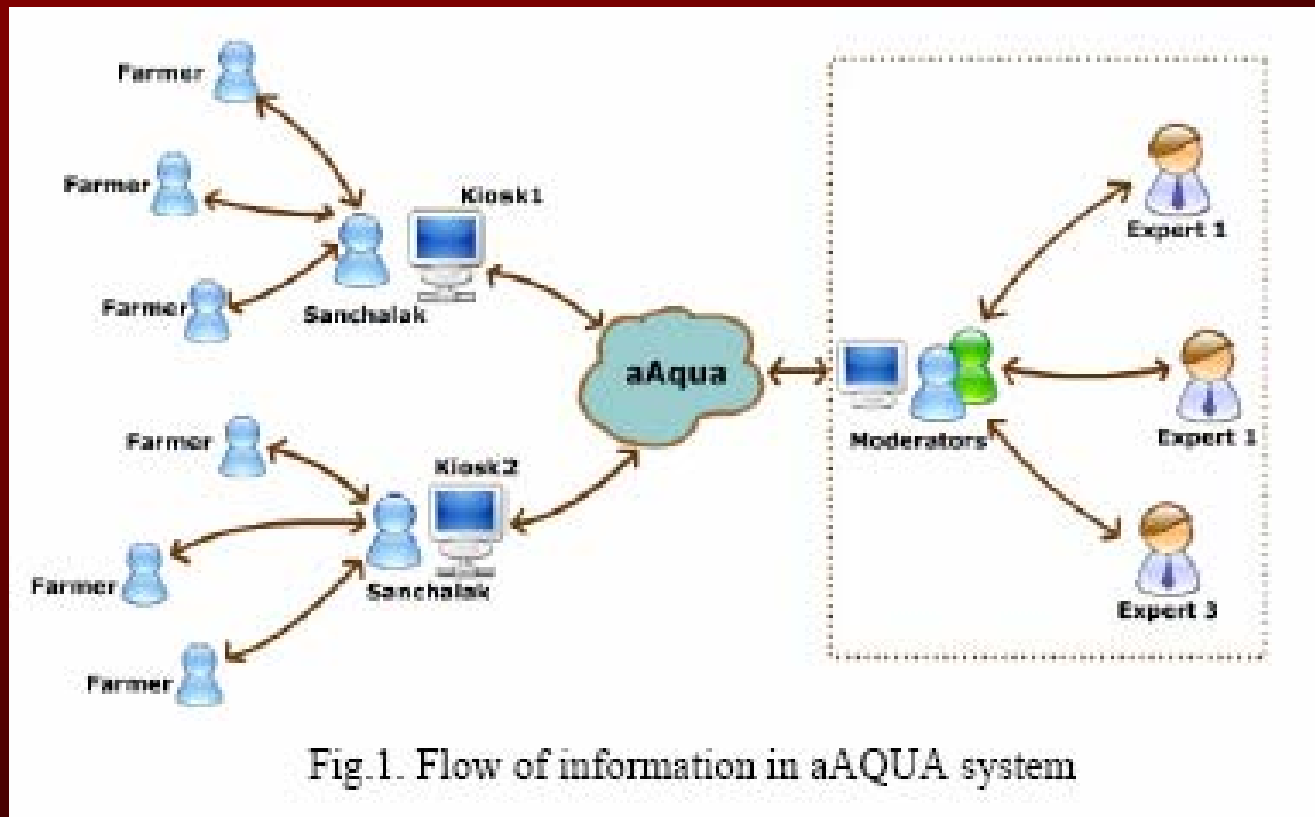 Farmer
Farmer
Farmer
Kiosk1
Sanchalak
Farmer
Farmer
Farmer
Kiosk2
Sanchalak
aAqua
Moderators
Expert 1
Expert 1
Expert 3
Fig.1. Flow of information in aAQUA system